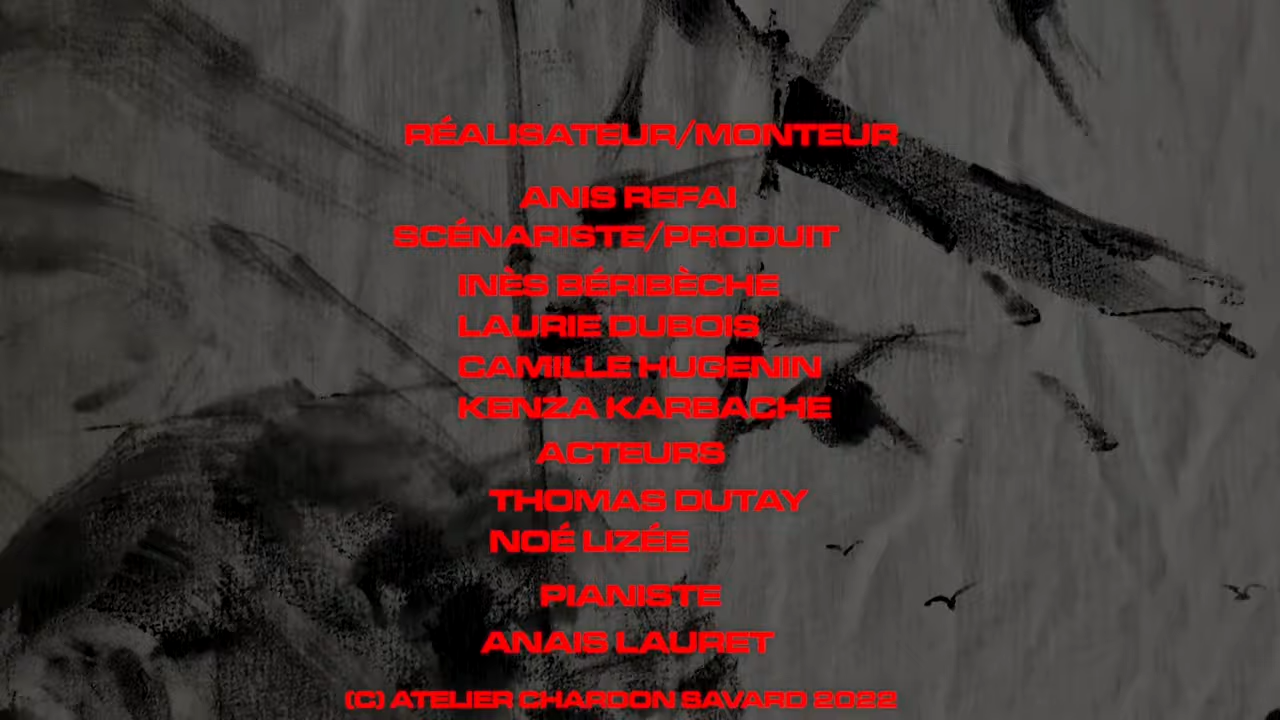 RÉALISATEUR/MONTEUR
ANIS REFAI
SCÉNARISTE/PRODUIT
INÈS BÉRIBÈCHE
LAURIE DUBOIS
CAMILLE HUGENIN
KENZA KARBACHE
ACTEURS
THOMAS DUTAY
NOÉ LIZÉE
PIANISTE
ANAIS LAURET
(C) ATELIER CHARDON SAVARD 2022